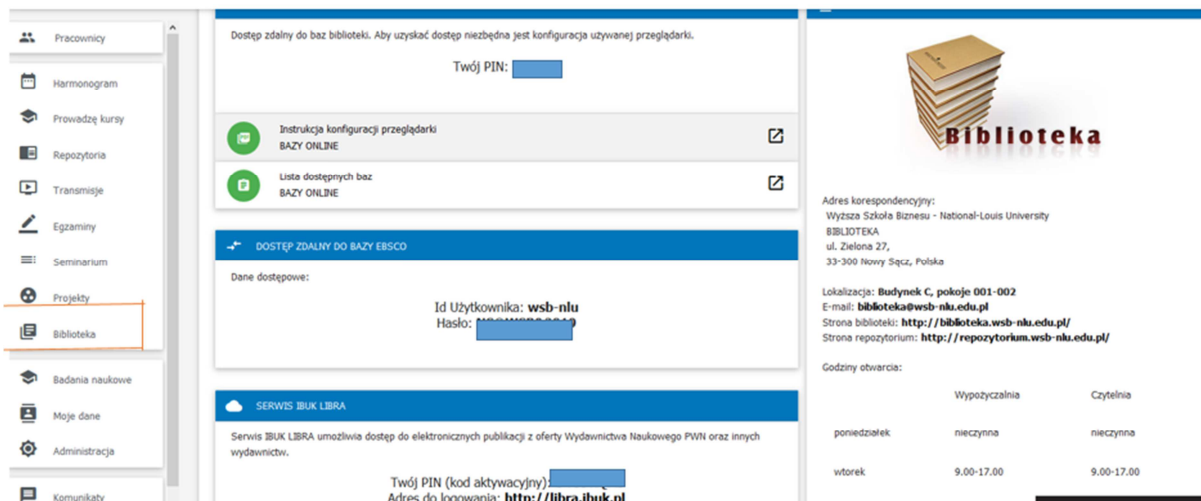 Pracownicy
Harmonogram
Prowadzę kursy
Repozytoria
Transmisje
Egzaminy
Seminarium
Projekty
Biblioteka
Badania naukowe
Moje dane
Administracja
Komunikaty
Dostęp zdalny do baz biblioteki. Aby uzyskać dostęp niezbędna jest konfiguracja używanej przeglądarki.
Twój PIN:
Instrukcja konfiguracji przeglądarki
BAZY ONLINE
Lista dostępnych baz
BAZY ONLINE
DOSTĘP ZDALNY DO BAZY EBSCO
Dane dostępowe:
Id Użytkownika: wsb-nlu
Hasło:
SERWIS IBUK LIBRA
Serwis IBUK LIBRA umożliwia dostęp do elektronicznych publikacji z oferty Wydawnictwa Naukowego PWN oraz innych
wydawnictw.
Twój PIN (kod aktywacyjny):
Adres do logowania: http://libra.ibuk.pl
Biblioteka
Adres korespondencyjny:
Wyższa Szkoła Biznesu - National-Louis University
BIBLIOTEKA
ul. Zielona 27,
33-300 Nowy Sącz, Polska
Lokalizacja: Budynek C, pokoje 001-002
E-mail: biblioteka@wsb-nlu.edu.pl
Strona biblioteki: http://biblioteka.wsb-nlu.edu.pl/
Strona repozytorium: http://repozytorium.wsb-nlu.edu.pl/
Godziny otwarcia:
Wypożyczalnia Czytelnia
poniedziałek nieczynna nieczynna
wtorek 9.00-17.00 9.00-17.00